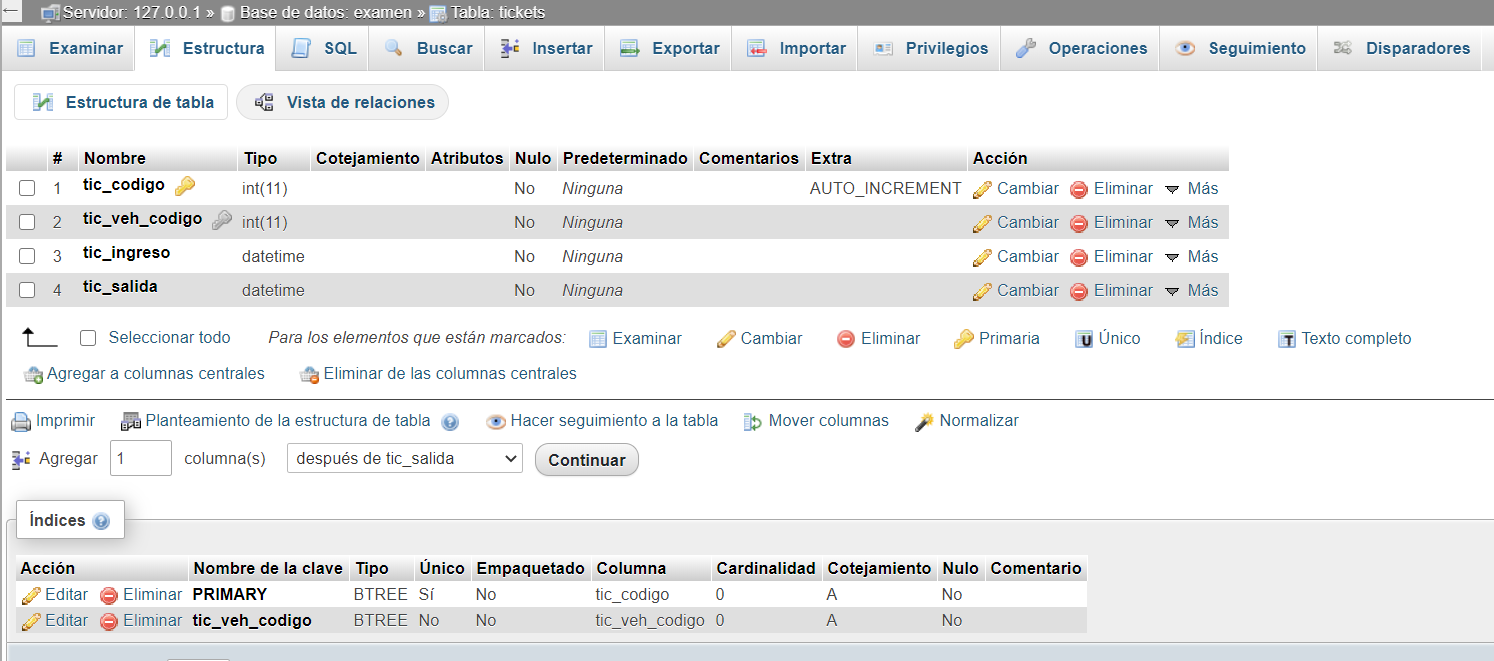 Servidor: 127.0.0.1 » Base de datos: examen » Tabla: tickets
Examinar Estructura SQL Buscar Insertar Exportar Importar Privilegios Operaciones Seguimiento Disparadores
Estructura de tabla Vista de relaciones
# Nombre Tipo Cotejamiento Atributos Nulo Predeterminado Comentarios Extra Acción
1 tic_codigo int(11) No Ninguna AUTO_INCREMENT Cambiar Eliminar Más
2 tic_veh_codigo int(11) No Ninguna Cambiar Eliminar Más
3 tic_ingreso datetime No Ninguna Cambiar Eliminar Más
4 tic_salida datetime No Ninguna Cambiar Eliminar Más
Seleccionar todo Para los elementos que están marcados: Examinar Cambiar Eliminar Primaria Único Índice Texto completo
Agregar a columnas centrales Eliminar de las columnas centrales
Imprimir Planteamiento de la estructura de tabla Hacer seguimiento a la tabla Mover columnas Normalizar
Agregar 1 columna(s) después de tic_salida Continuar
Índices
Acción Nombre de la clave Tipo Único Empaquetado Columna Cardinalidad Cotejamiento Nulo Comentario
Editar Eliminar PRIMARY BTREE Sí No tic_codigo 0 A No
Editar Eliminar tic_veh_codigo BTREE No No tic_veh_codigo 0 A No